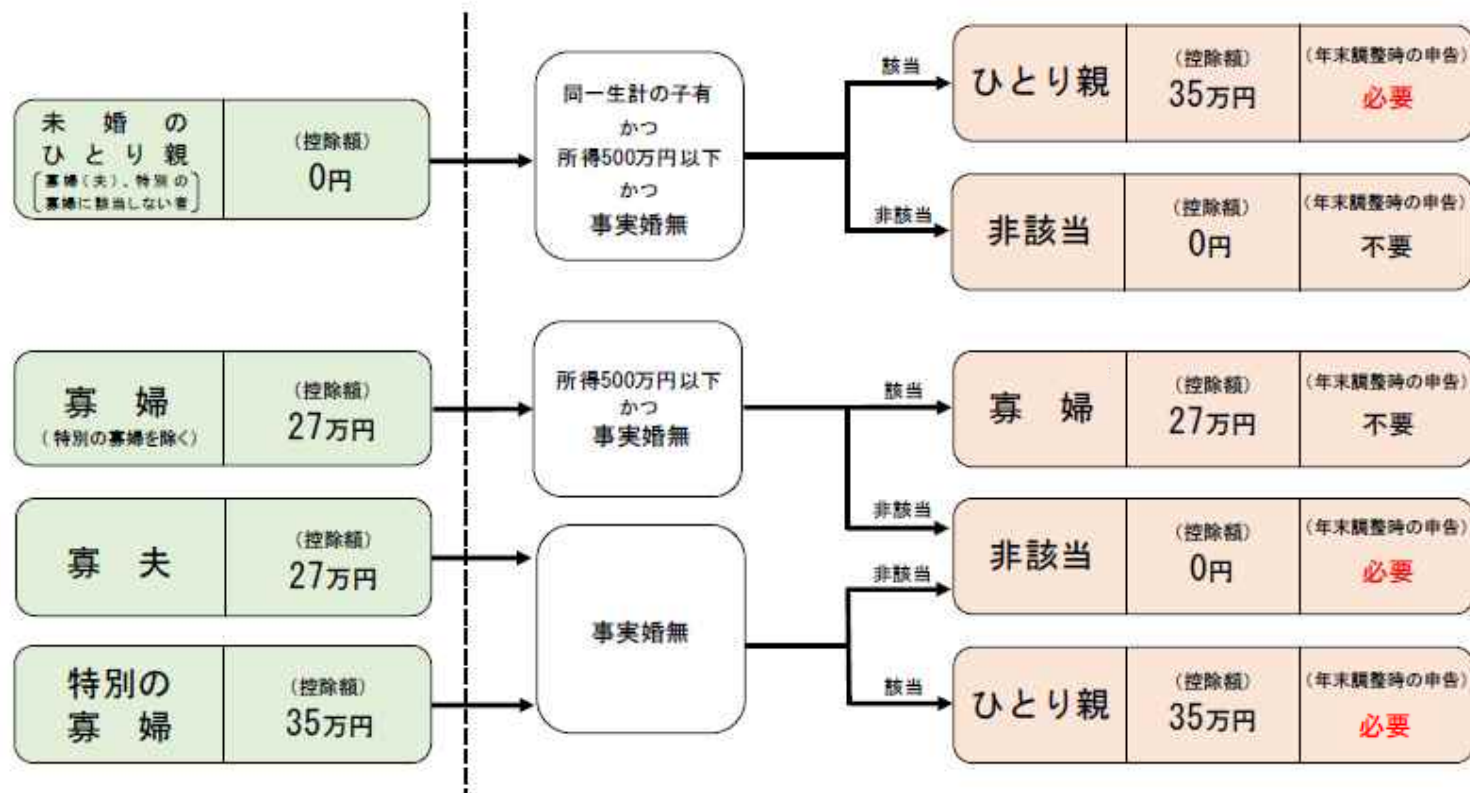 未婚の
ひとり親
[寡婦(夫)、特別の
寡婦に該当しない者]
(控除額)
0円
同一生計の子有
かつ
所得500万円以下
かつ
事実婚無
該当
ひとり親
(控除額)
35万円
(年末調整時の申告)
必要
非該当
非該当
(控除額)
0円
(年末調整時の申告)
不要
寡婦
(特別の寡婦を除く)
(控除額)
27万円
所得500万円以下
かつ
事実婚無
該当
寡婦
(控除額)
27万円
(年末調整時の申告)
不要
寡夫
(控除額)
27万円
非該当
非該当
非該当
(控除額)
0円
(年末調整時の申告)
必要
特別の
寡婦
(控除額)
35万円
事実婚無
該当
ひとり親
(控除額)
35万円
(年末調整時の申告)
必要